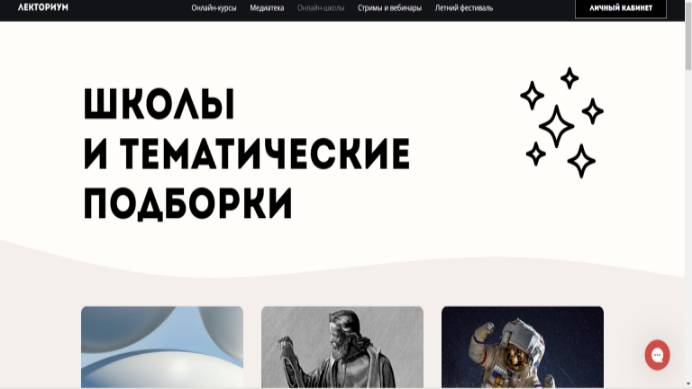 ЛЕКТОРИУМ
Онлайн-курсы Медиатека Онлайн-школы Стримы и вебинары Летний фестиваль
ЛИЧНЫЙ КАБИНЕТ
ШКОЛЫ
И ТЕМАТИЧЕСКИЕ
ПОДБОРКИ